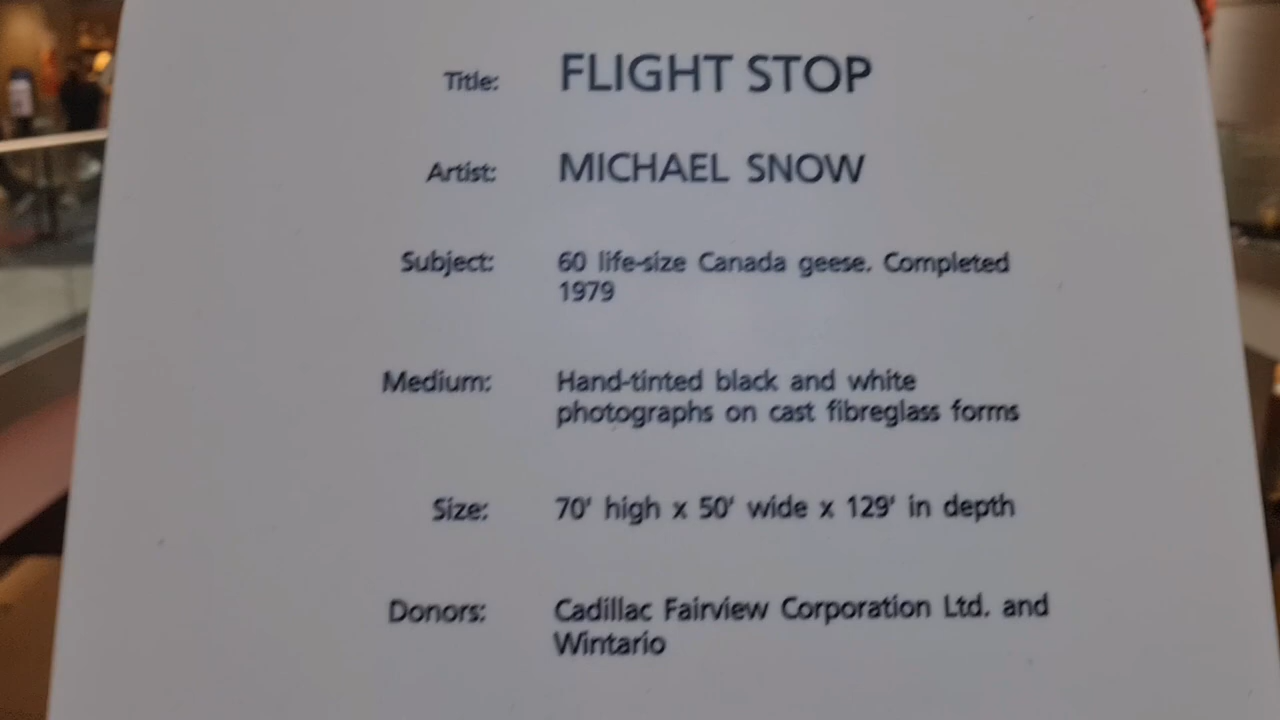 Title: FLIGHT STOP
Artist: MICHAEL SNOW
Subject: 60 life-size Canada geese. Completed
1979
Medium: Hand-tinted black and white
photographs on cast fibreglass forms
Size: 70' high x 50' wide x 129' in depth
Donors: Cadillac Fairview Corporation Ltd. and
Wintario